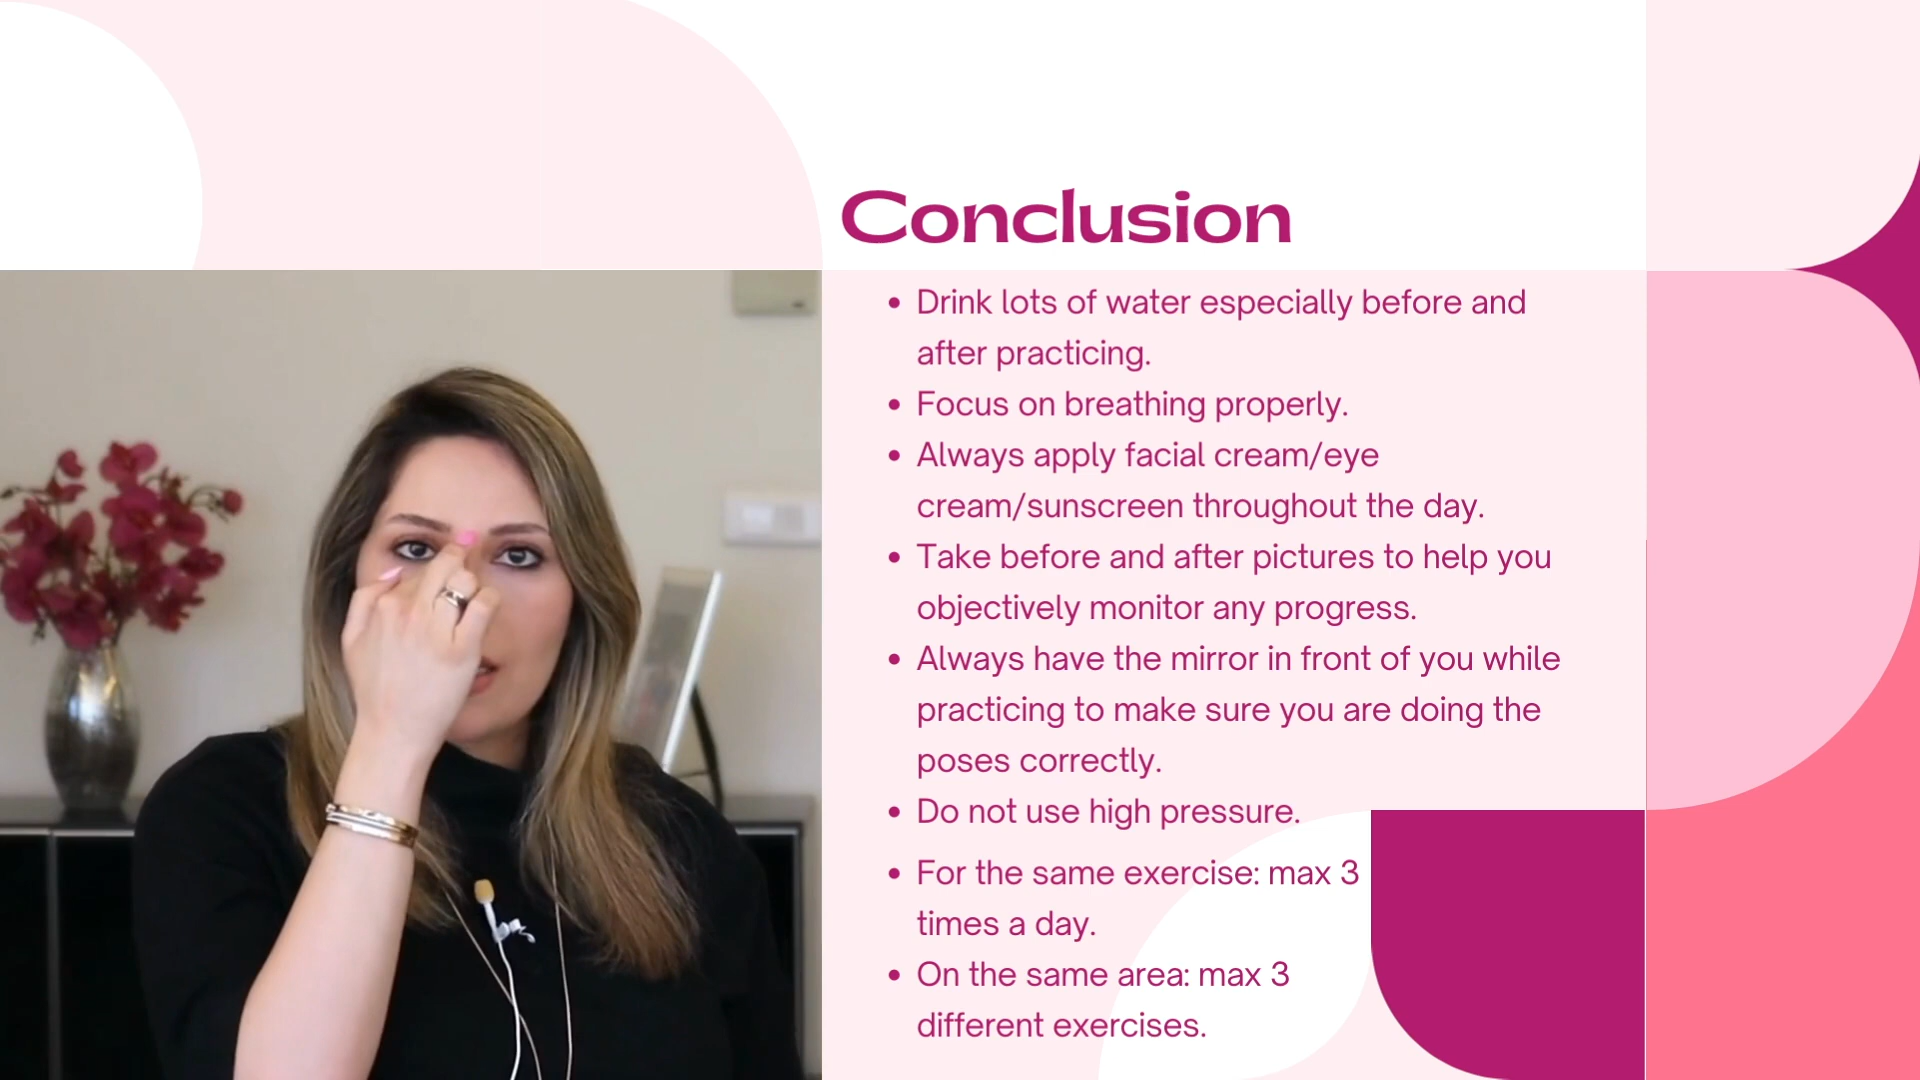 Conclusion
• Drink lots of water especially before and
after practicing.
• Focus on breathing properly.
• Always apply facial cream/eye
cream/sunscreen throughout the day.
• Take before and after pictures to help you
objectively monitor any progress.
• Always have the mirror in front of you while
practicing to make sure you are doing the
poses correctly.
• Do not use high pressure.
• For the same exercise: max 3
times a day.
• On the same area: max 3
different exercises.